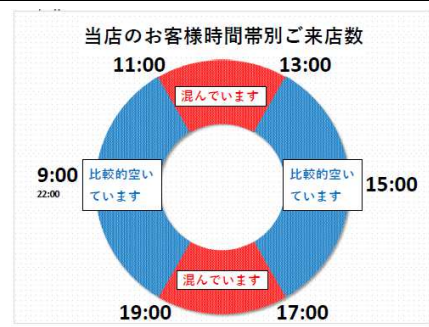 当店のお客様時間帯別ご来店数
11:00
13:00
混んでいます
9:00
22:00
比較的空い
ています
比較的空い
ています
15:00
混んでいます
19:00
17:00